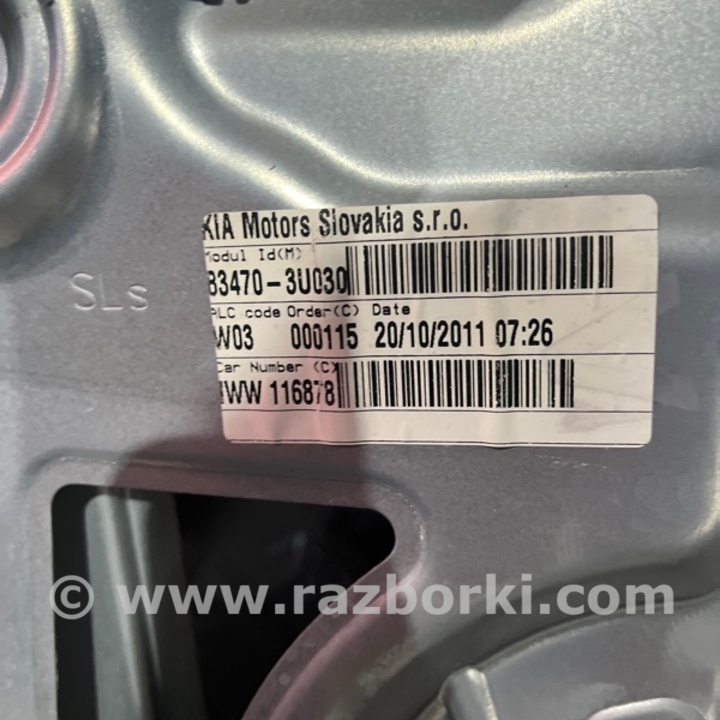 KIA Motors Slovakia s.r.o.
Modul Id(M)
83470-3U030
PLC code Order(C) Date
W03 000115 20/10/2011 07:26
Car Number (C)
WW 116878
SLs
© www.razborki.com